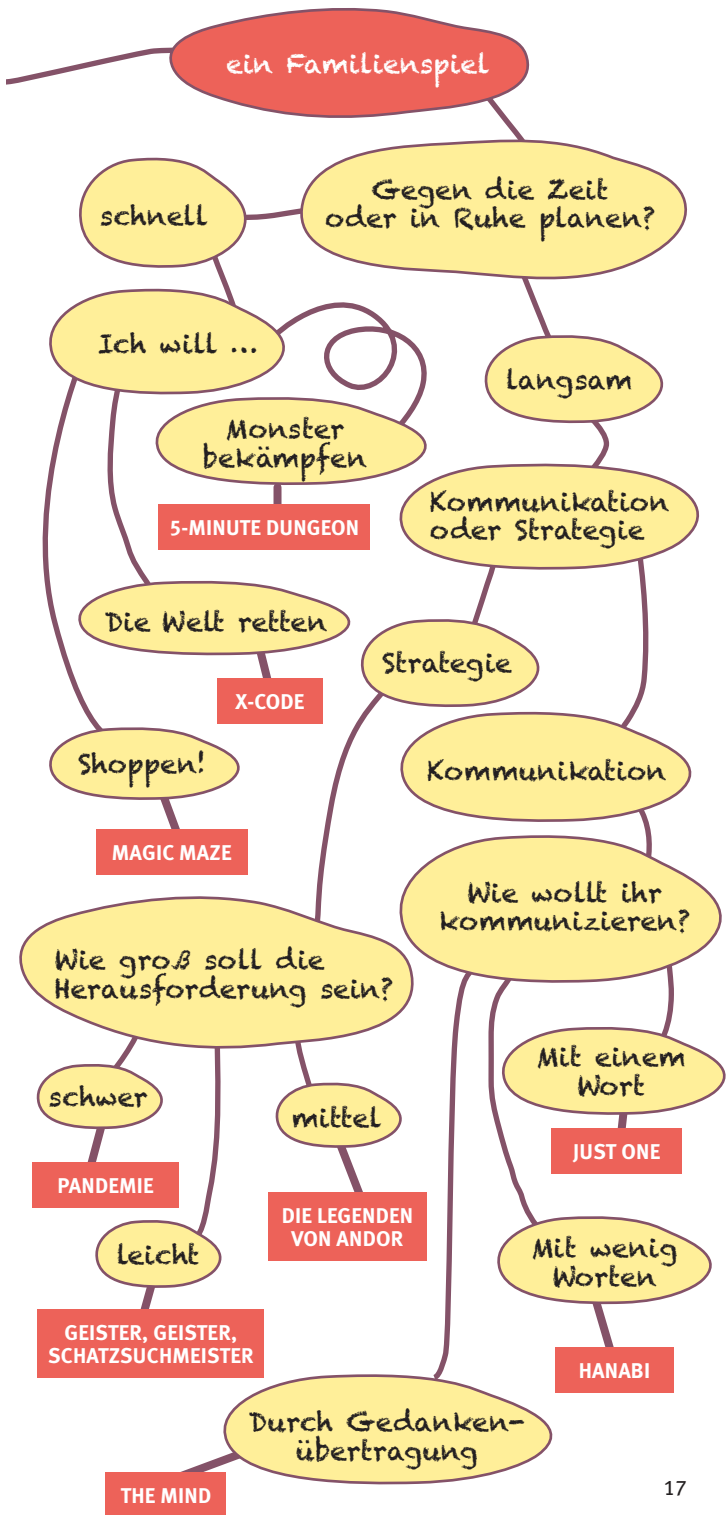 ein Familienspiel
Gegen die Zeit
oder in Ruhe planen?
schnell
Ich will ...
langsam
Monster
bekämpfen
5-MINUTE DUNGEON
Kommunikation
oder Strategie
Die Welt retten
X-CODE
Strategie
Shoppen!
MAGIC MAZE
Kommunikation
Wie wollt ihr
kommunizieren?
Wie groß soll die
Herausforderung sein?
schwer
PANDEMIE
mittel
DIE LEGENDEN
VON ANDOR
Mit einem
Wort
JUST ONE
leicht
GEISTER, GEISTER,
SCHATZSUCHMEISTER
Mit wenig
Worten
HANABI
Durch Gedanken-
übertragung
THE MIND
17